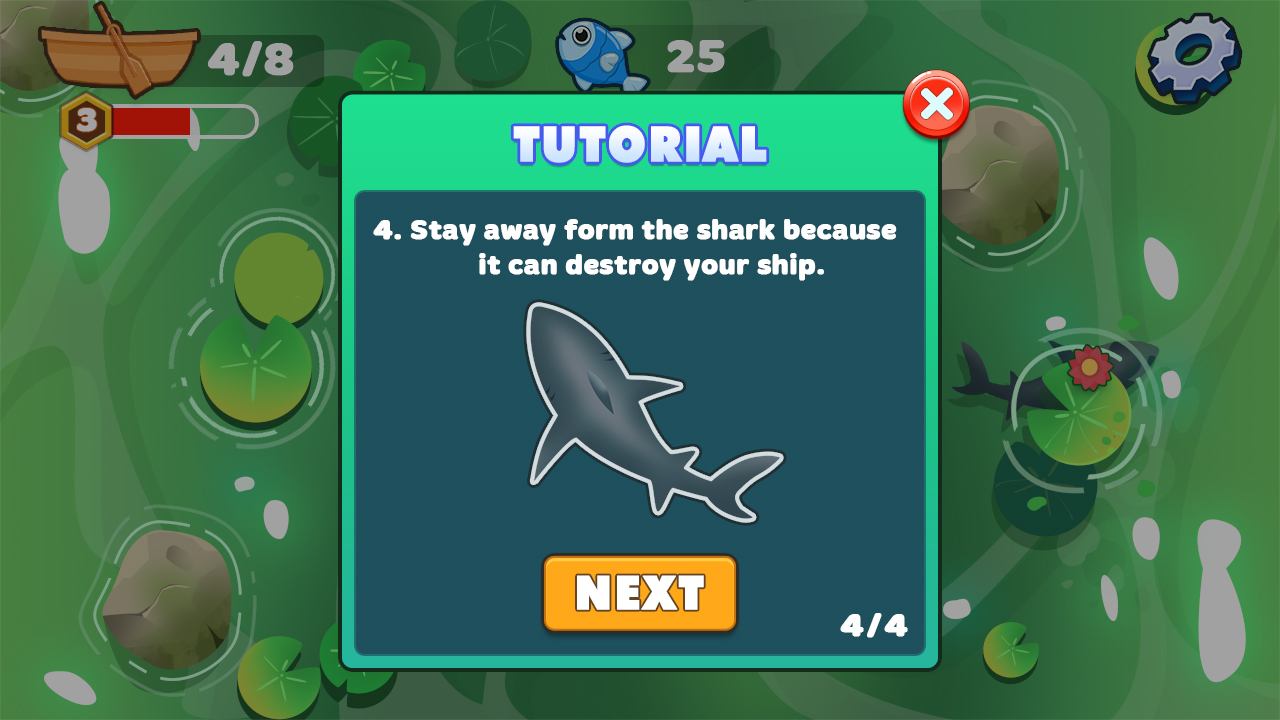 4/8
25
3
TUTORIAL
4. Stay away form the shark because
it can destroy your ship.
NEXT
4/4